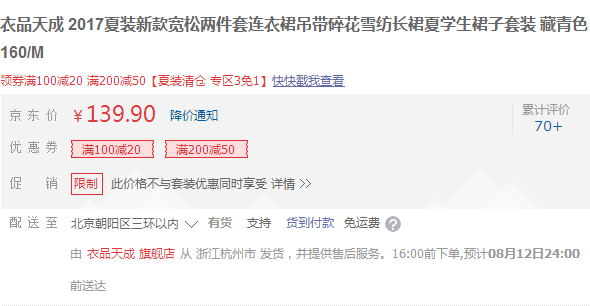 衣品天成 2017夏装新款宽松两件套连衣裙吊带碎花雪纺长裙夏学生裙子套装 藏青色
160/M
领券满100减20 满200减50【夏装清仓 专区3免1】快快戳我查看
京东价 ￥139.90 降价通知 累计评价
70+
优惠券 满100减20 满200减50
促销 限制 此价格不与套装优惠同时享受 详情 >>
配送至 北京朝阳区三环以内 有货 支持 货到付款 免运费 ?
由 衣品天成 旗舰店 从 浙江杭州市 发货，并提供售后服务。16:00前下单,预计08月12日24:00
前送达